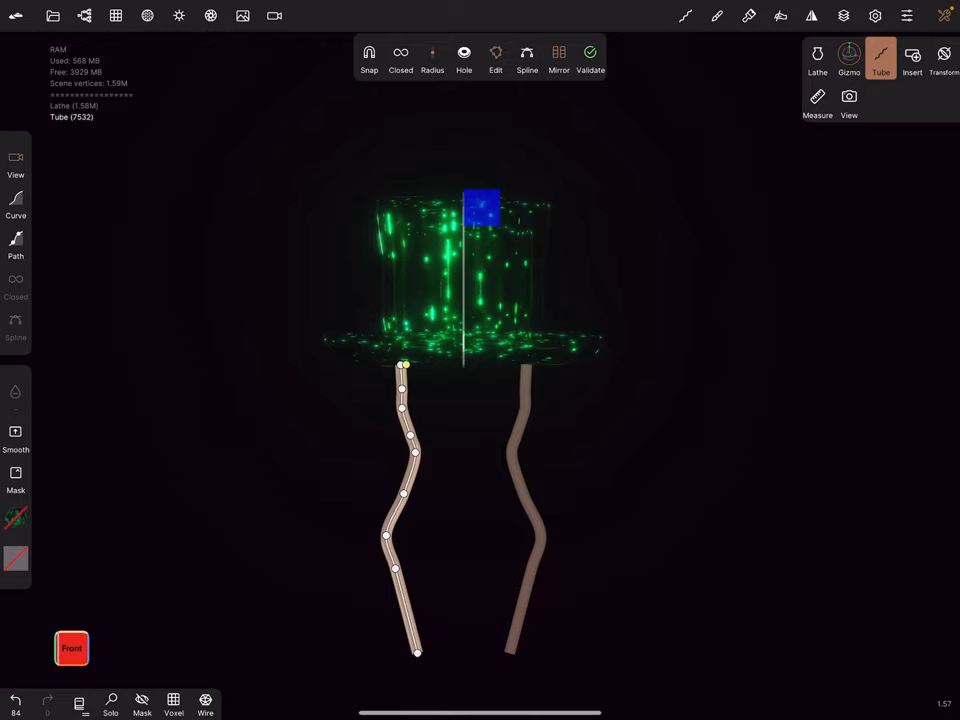 RAM
Used: 568 MB
Free: 3929 MB
Scene vertices: 1.59M
=================
Lathe (1.58M)
Tube (7532)
Snap Closed Radius Hole Edit Spline Mirror Validate
Lathe Gizmo Tube Insert Transform
Measure View
View
Curve
Path
Closed
Spline
-
Smooth
Mask
Front
84 0 Solo Mask Voxel Wire
1.57